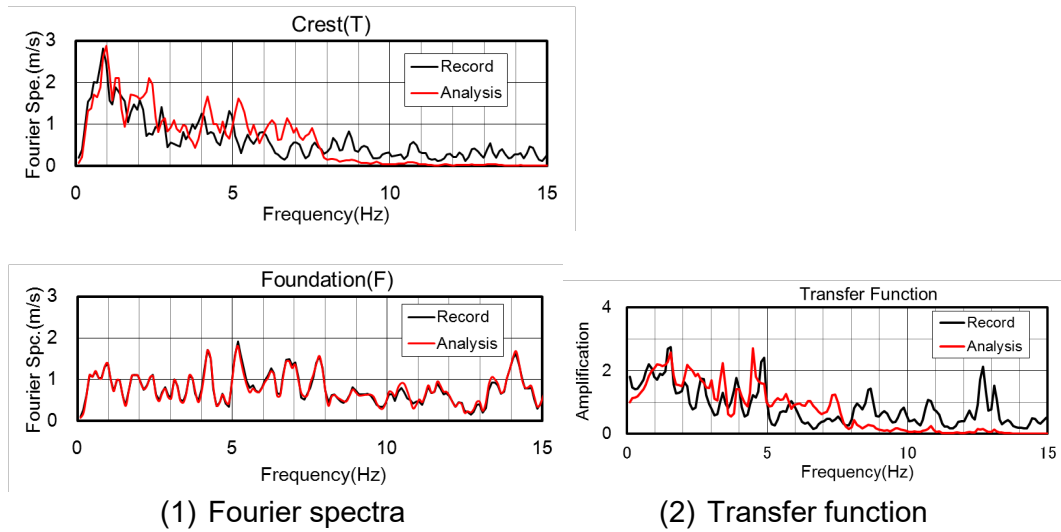 Crest(T)
Fourier Spe.(m/s)
3
2
1
0
Record
Analysis
0 5 10 15
Frequency(Hz)
Foundation(F)
Fourier Spc.(m/s)
3
2
1
0
Record
Analysis
0 5 10 15
Frequency(Hz)
Transfer Function
Amplification
4
2
0
Record
Analysis
0 5 10 15
Frequency(Hz)
(1) Fourier spectra
(2) Transfer function